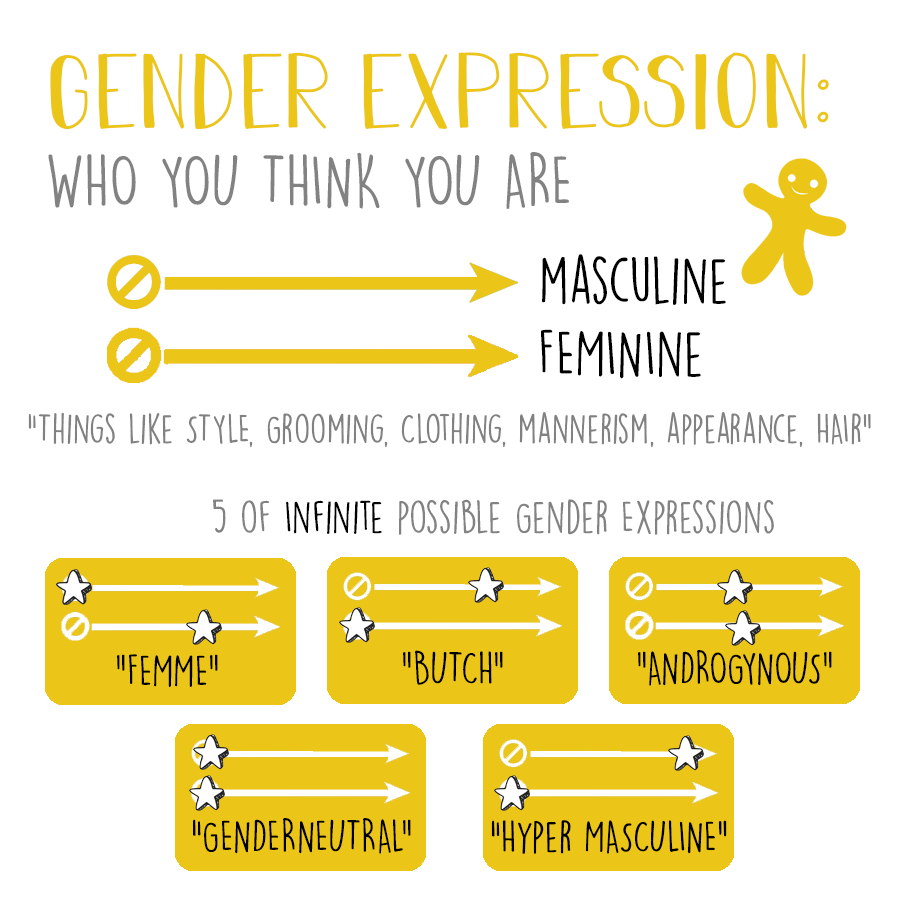 GENDER EXPRESSION:
WHO YOU THINK YOU ARE
MASCULINE
FEMININE
"THINGS LIKE STYLE, GROOMING, CLOTHING, MANNERISM, APPEARANCE, HAIR"
5 OF INFINITE POSSIBLE GENDER EXPRESSIONS
"FEMME"
"BUTCH"
"ANDROGYNOUS"
"GENDERNEUTRAL"
"HYPER MASCULINE"